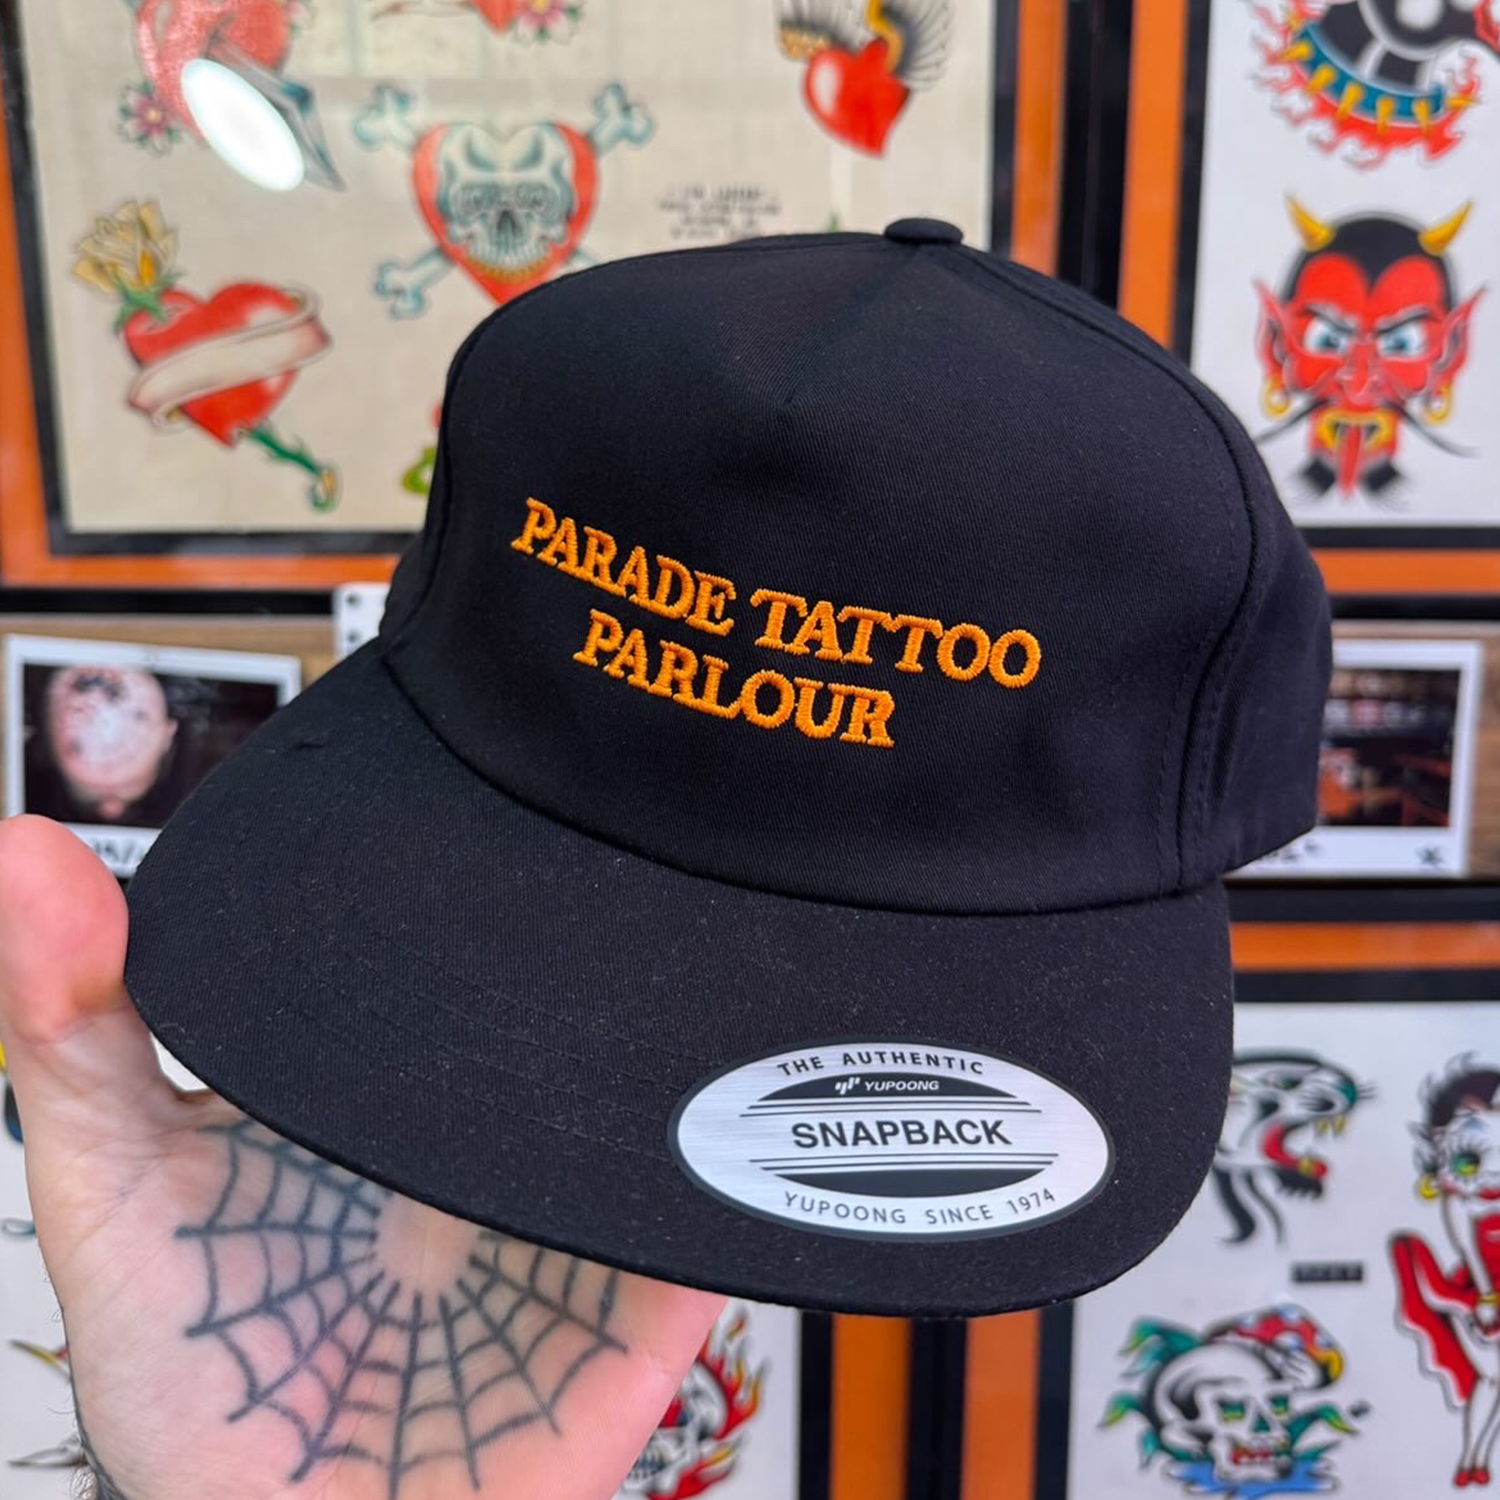 PARADE TATTOO
PARLOUR
THE AUTHENTIC
YUPOONG
SNAPBACK
YUPOONG SINCE 1974